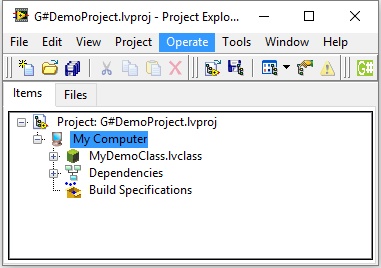 G#DemoProject.lvproj - Project Explo...
File Edit View Project Operate Tools Window Help
G#
Items Files
Project: G#DemoProject.lvproj
My Computer
MyDemoClass.lvclass
Dependencies
Build Specifications